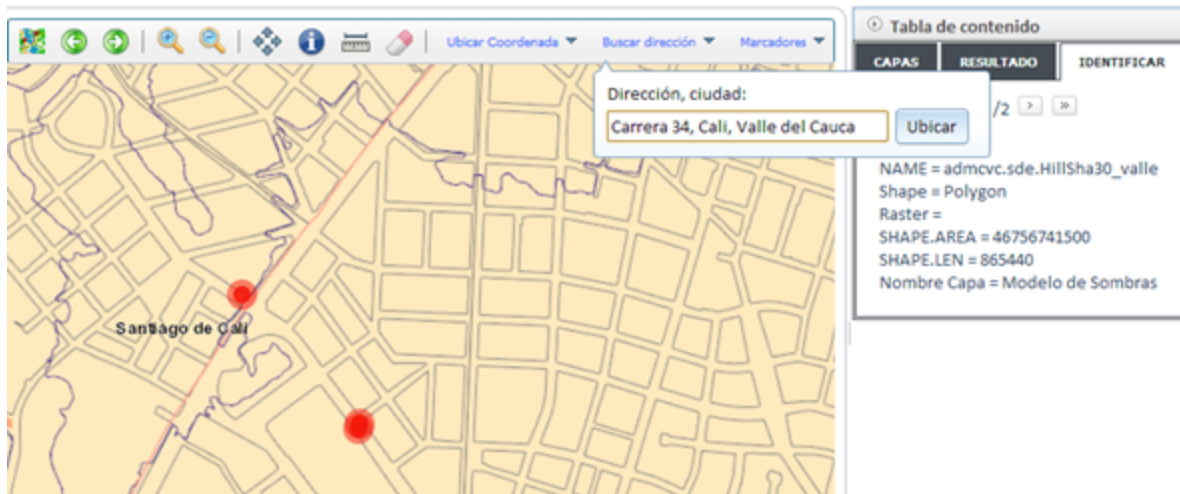 Ubicar Coordenada
Buscar dirección
Marcadores
Dirección, ciudad:
Carrera 34, Cali, Valle del Cauca
Ubicar
Santiago de Cali
Tabla de contenido
CAPAS
RESULTADO
IDENTIFICAR
/2 > »
NAME = admcvc.sde.HillSha30_valle
Shape = Polygon
Raster =
SHAPE.AREA = 46756741500
SHAPE.LEN = 865440
Nombre Capa = Modelo de Sombras